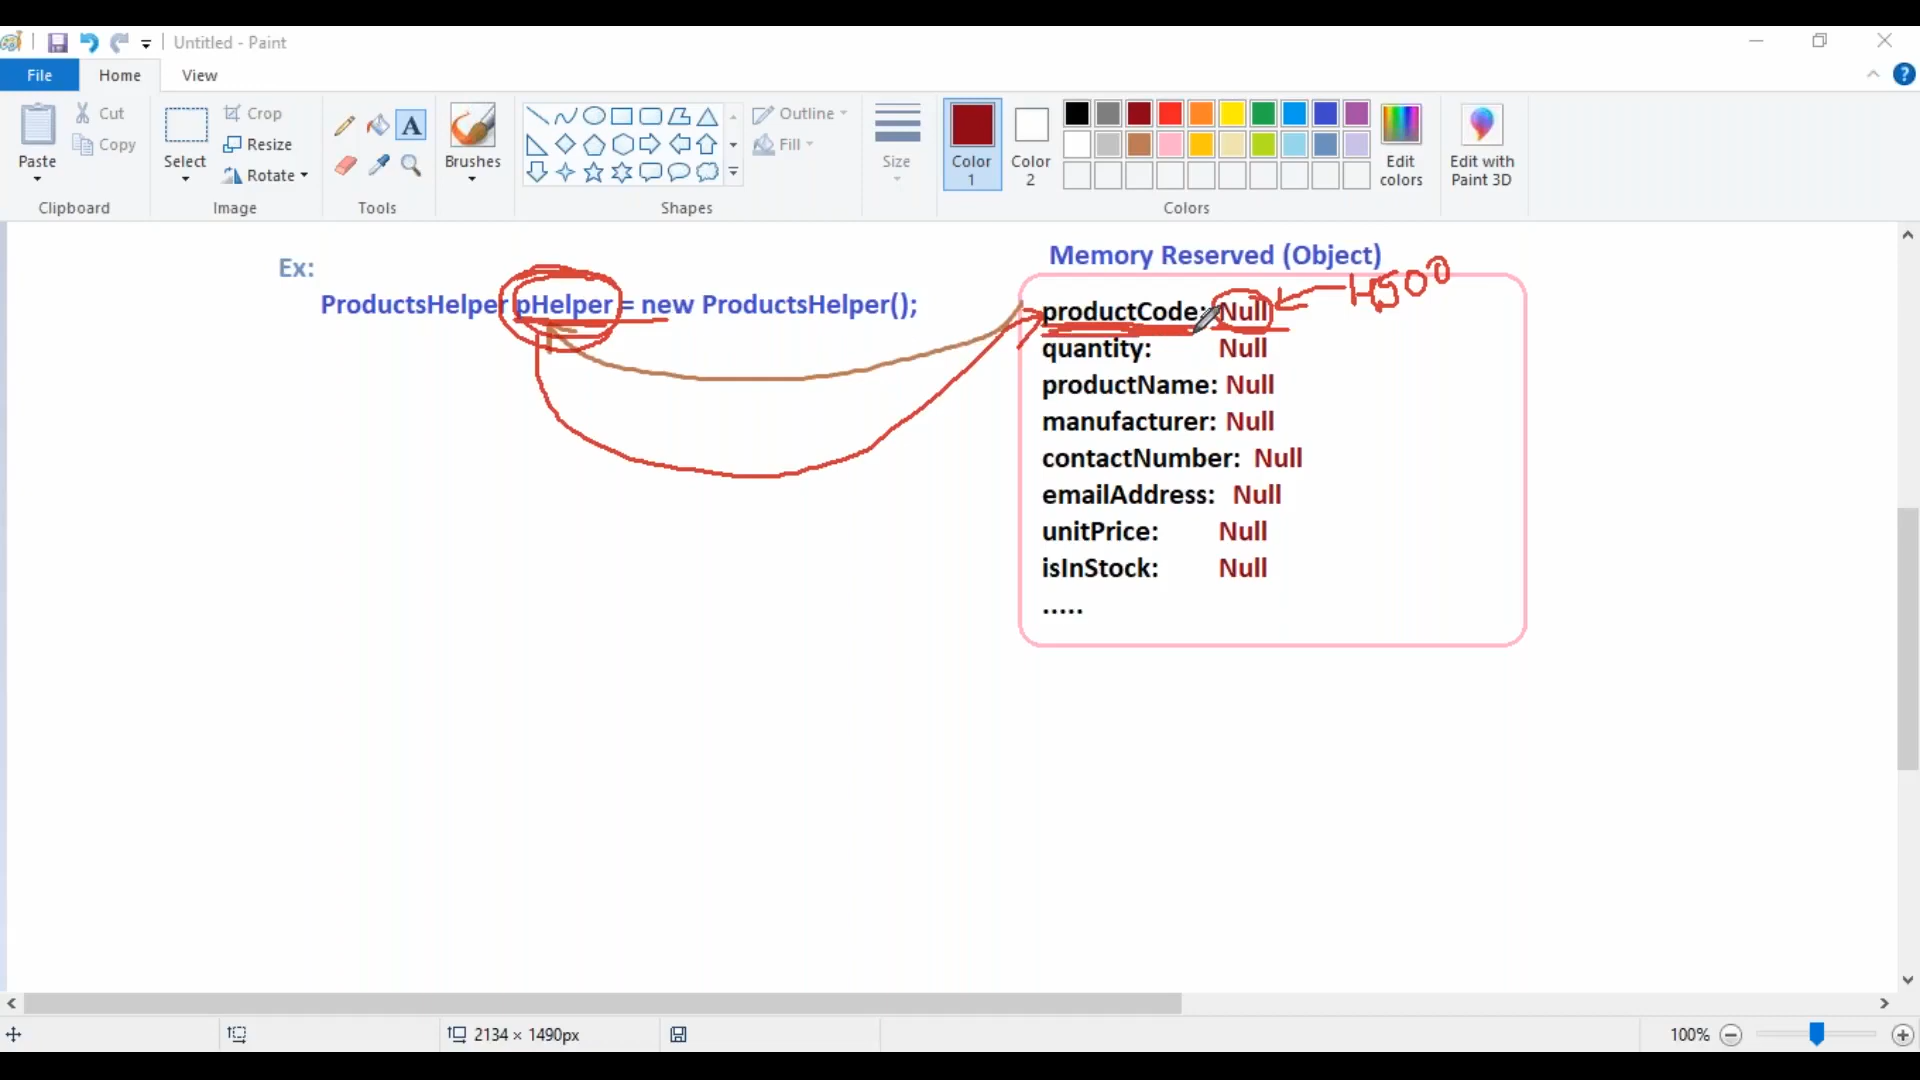 Untitled - Paint
File Home View
Paste
Cut
Copy
Clipboard
Select
Crop
Resize
Rotate
Image
A
Tools
Brushes
Shapes
Outline
Fill
Size
Color 1
Color 2
Colors
Edit colors
Edit with Paint 3D
?
Ex:
ProductsHelper pHelper = new ProductsHelper();
Memory Reserved (Object)
productCode: Null
1500
quantity: Null
productName: Null
manufacturer: Null
contactNumber: Null
emailAddress: Null
unitPrice: Null
isInStock: Null
.....
2134 × 1490px
100%